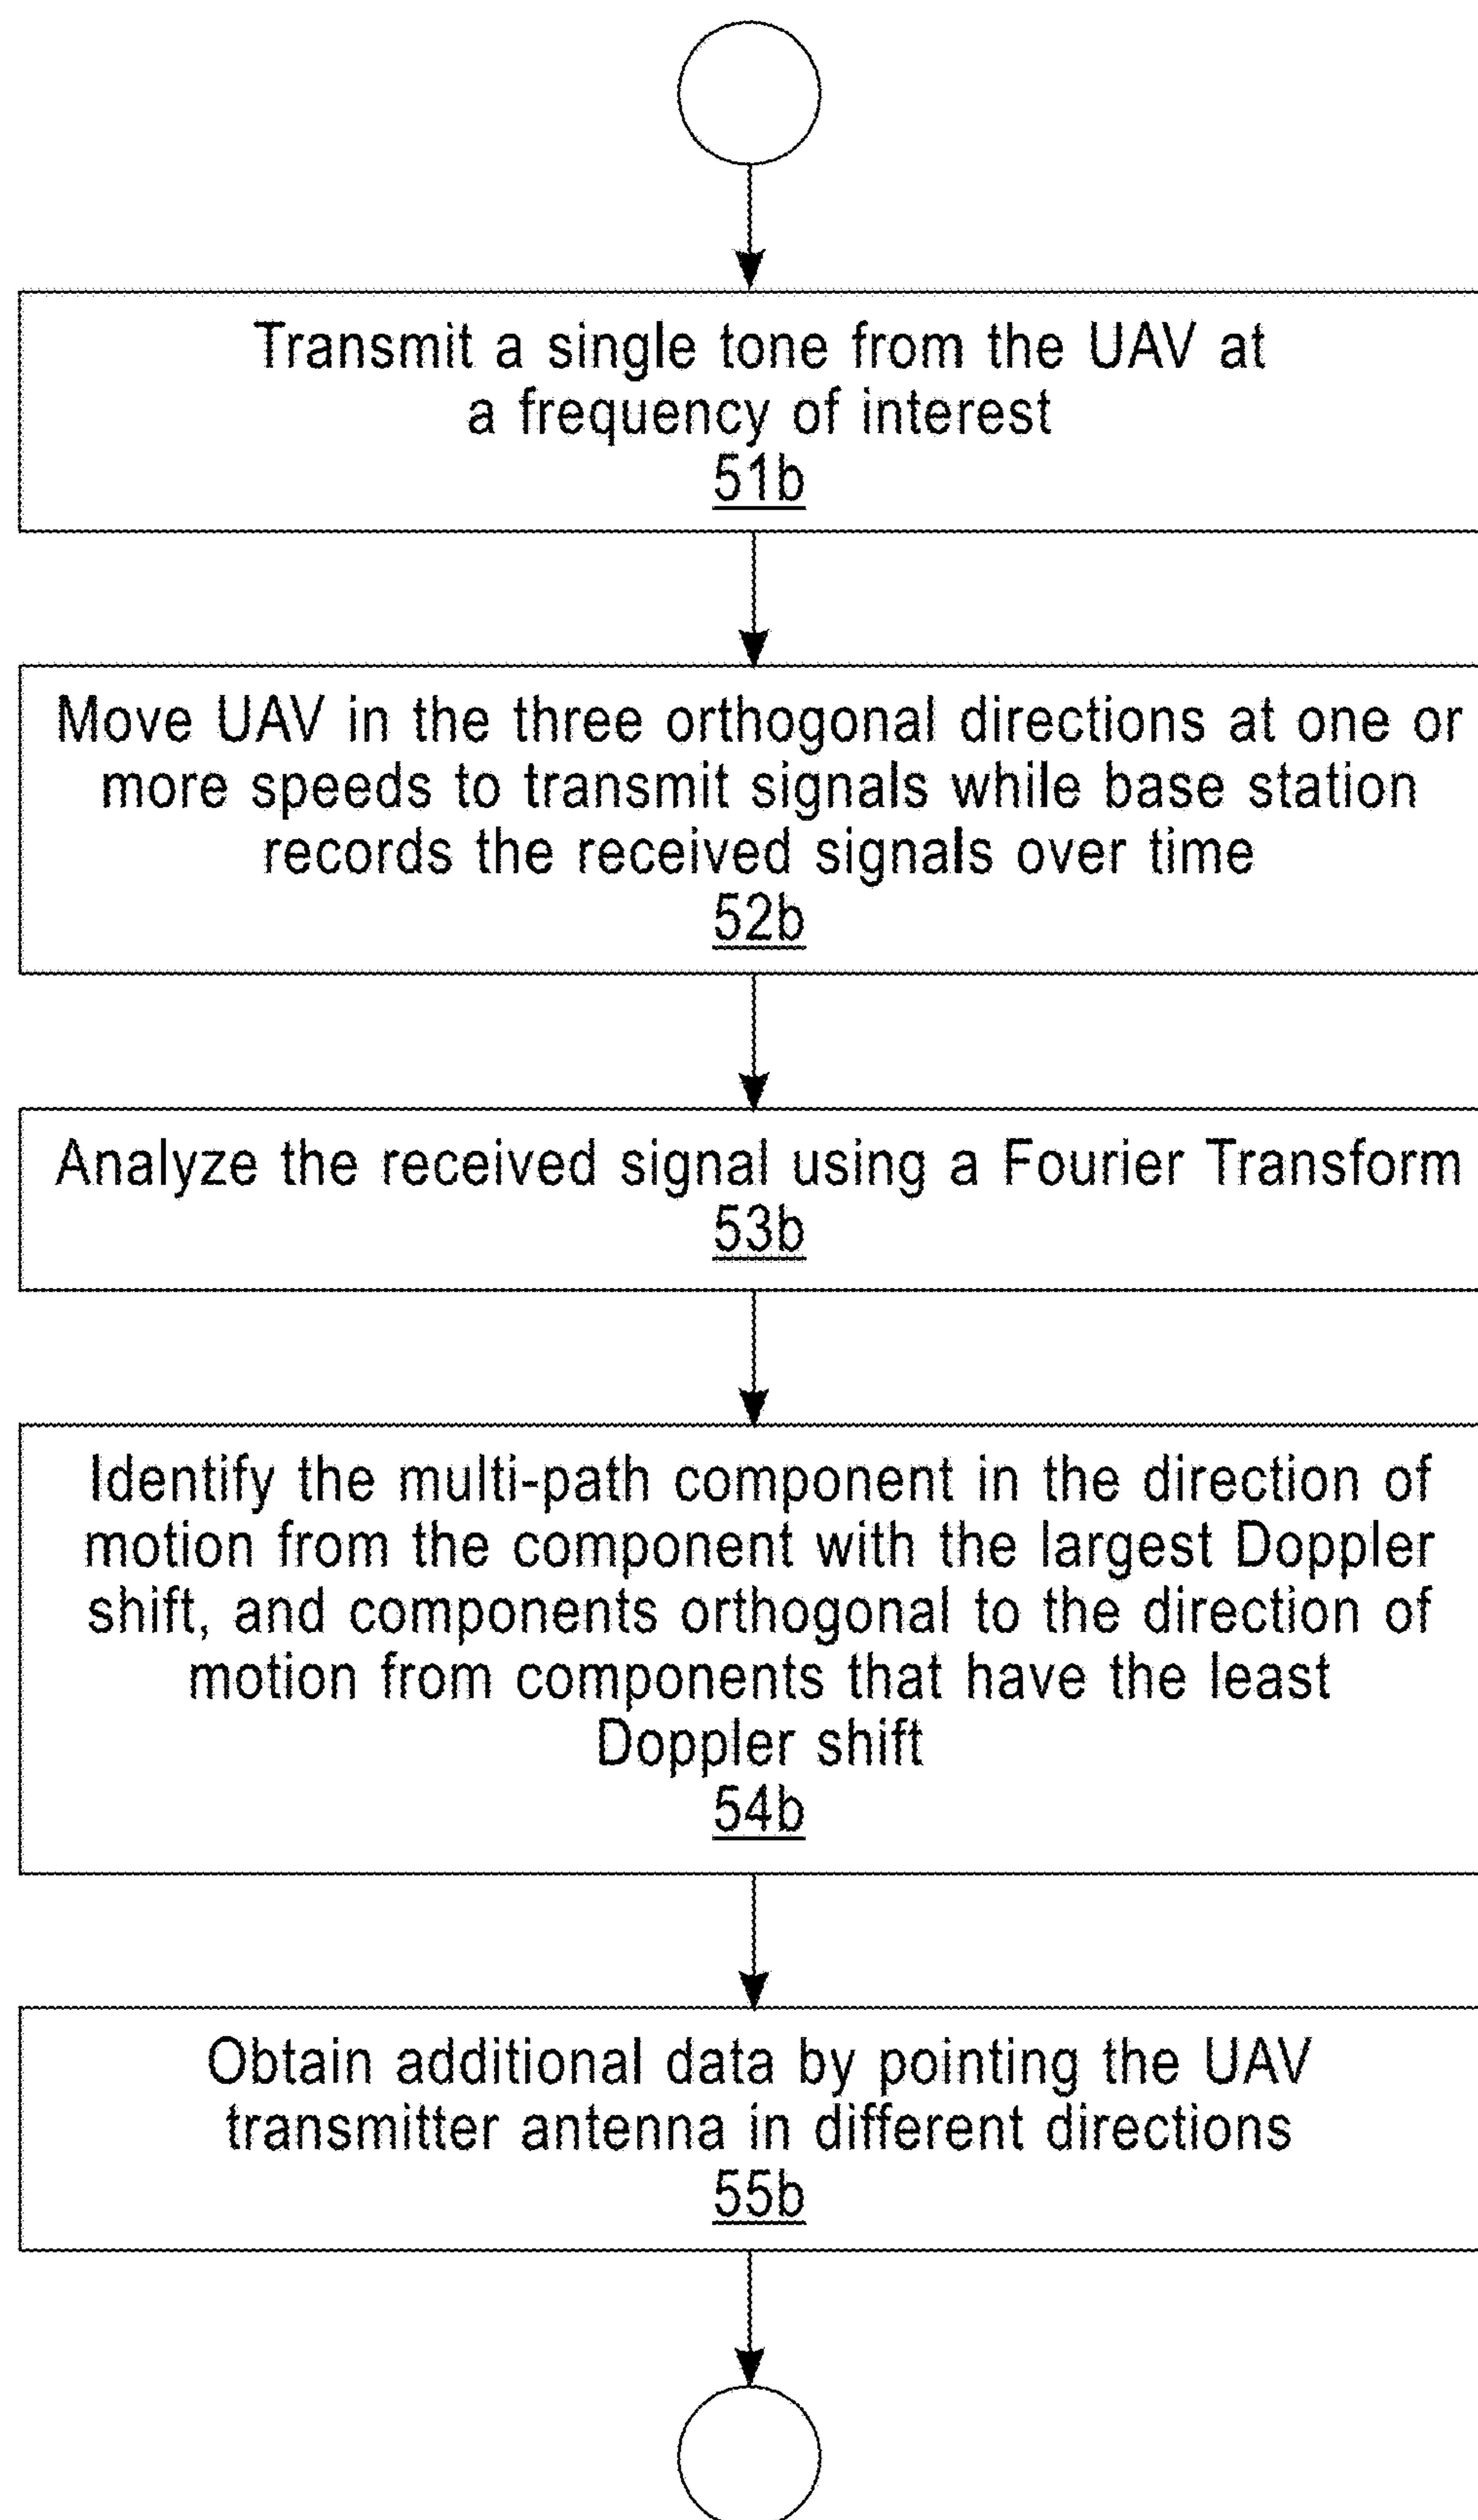 Transmit a single tone from the UAV at
a frequency of interest
51b
Move UAV in the three orthogonal directions at one or
more speeds to transmit signals while base station
records the received signals over time
52b
Analyze the received signal using a Fourier Transform
53b
Identify the multi-path component in the direction of
motion from the component with the largest Doppler
shift, and components orthogonal to the direction of
motion from components that have the least
Doppler shift
54b
Obtain additional data by pointing the UAV
transmitter antenna in different directions
55b